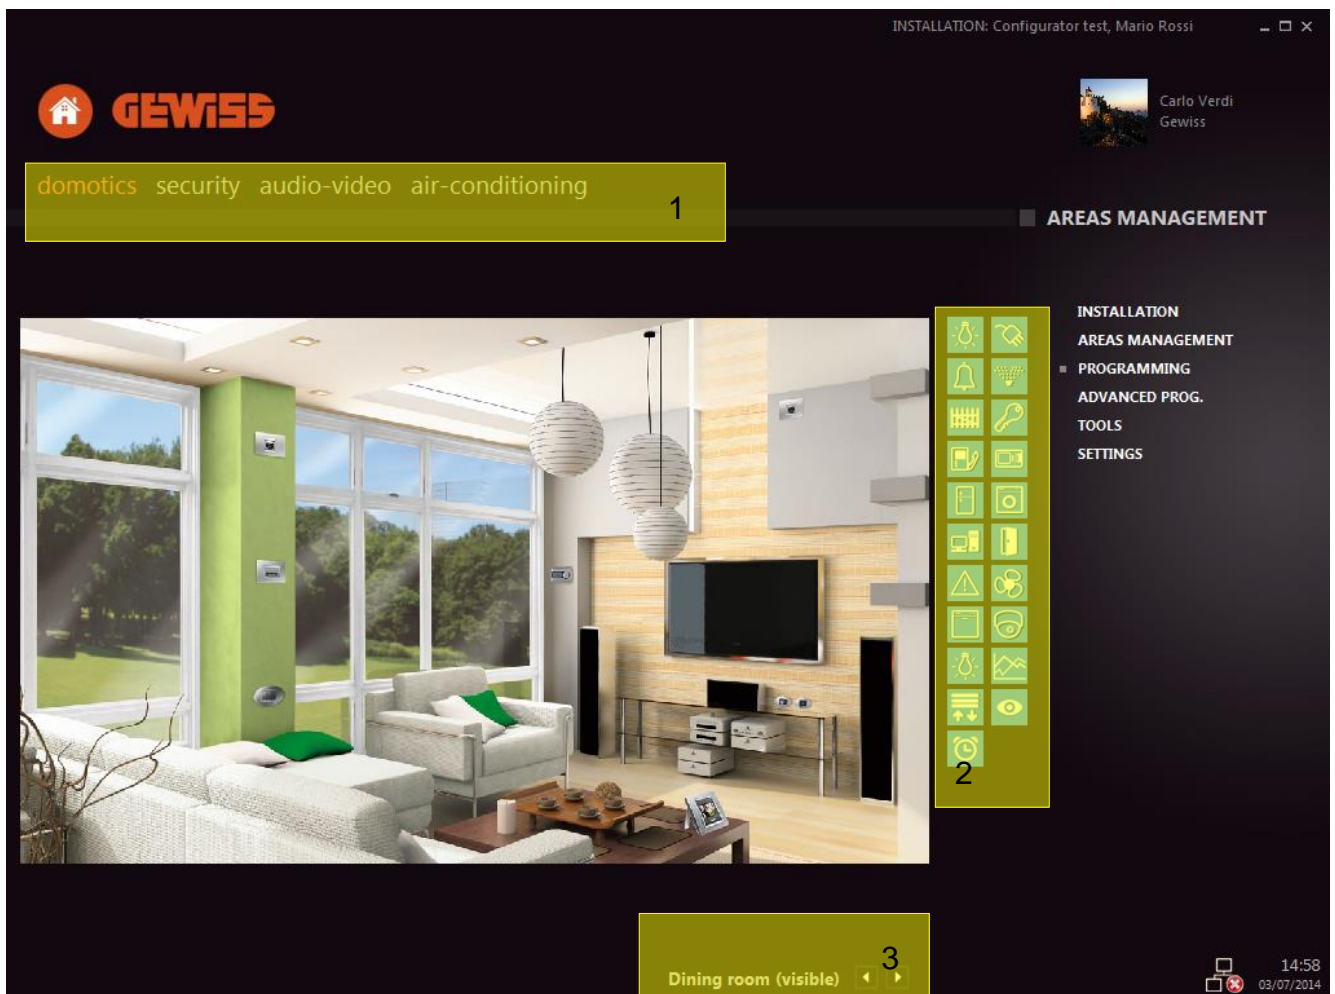 INSTALLATION: Configurator test, Mario Rossi
GEWiSS
Carlo Verdi
Gewiss
domotics security audio-video air-conditioning
1
AREAS MANAGEMENT
INSTALLATION
AREAS MANAGEMENT
PROGRAMMING
ADVANCED PROG.
TOOLS
SETTINGS
2
3
Dining room (visible)
14:58
03/07/2014